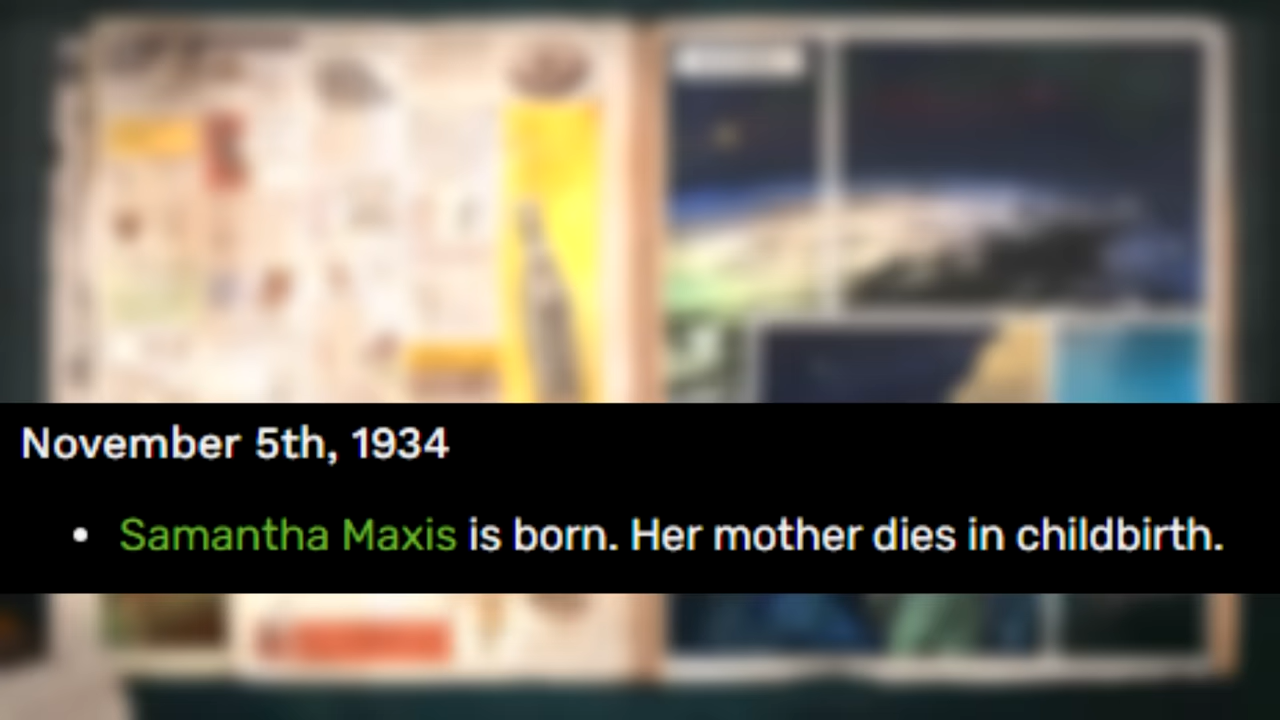 November 5th, 1934
• Samantha Maxis is born. Her mother dies in childbirth.